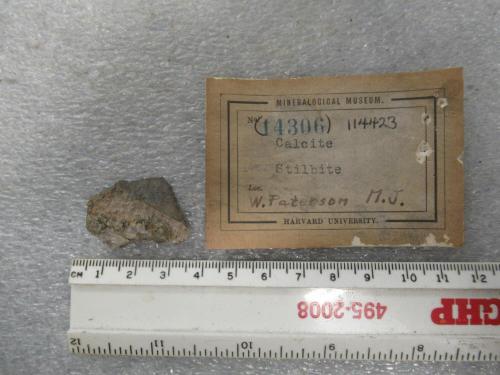 MINERALOGICAL MUSEUM.
No. (14306) 114423
Calcite
Stilbite
Loc.
W. Paterson N.J.
HARVARD UNIVERSITY.
CM 1 2 3 4 5 6 7 8 9 10 11 12
495-2008 GHP
12 11 10 9 8